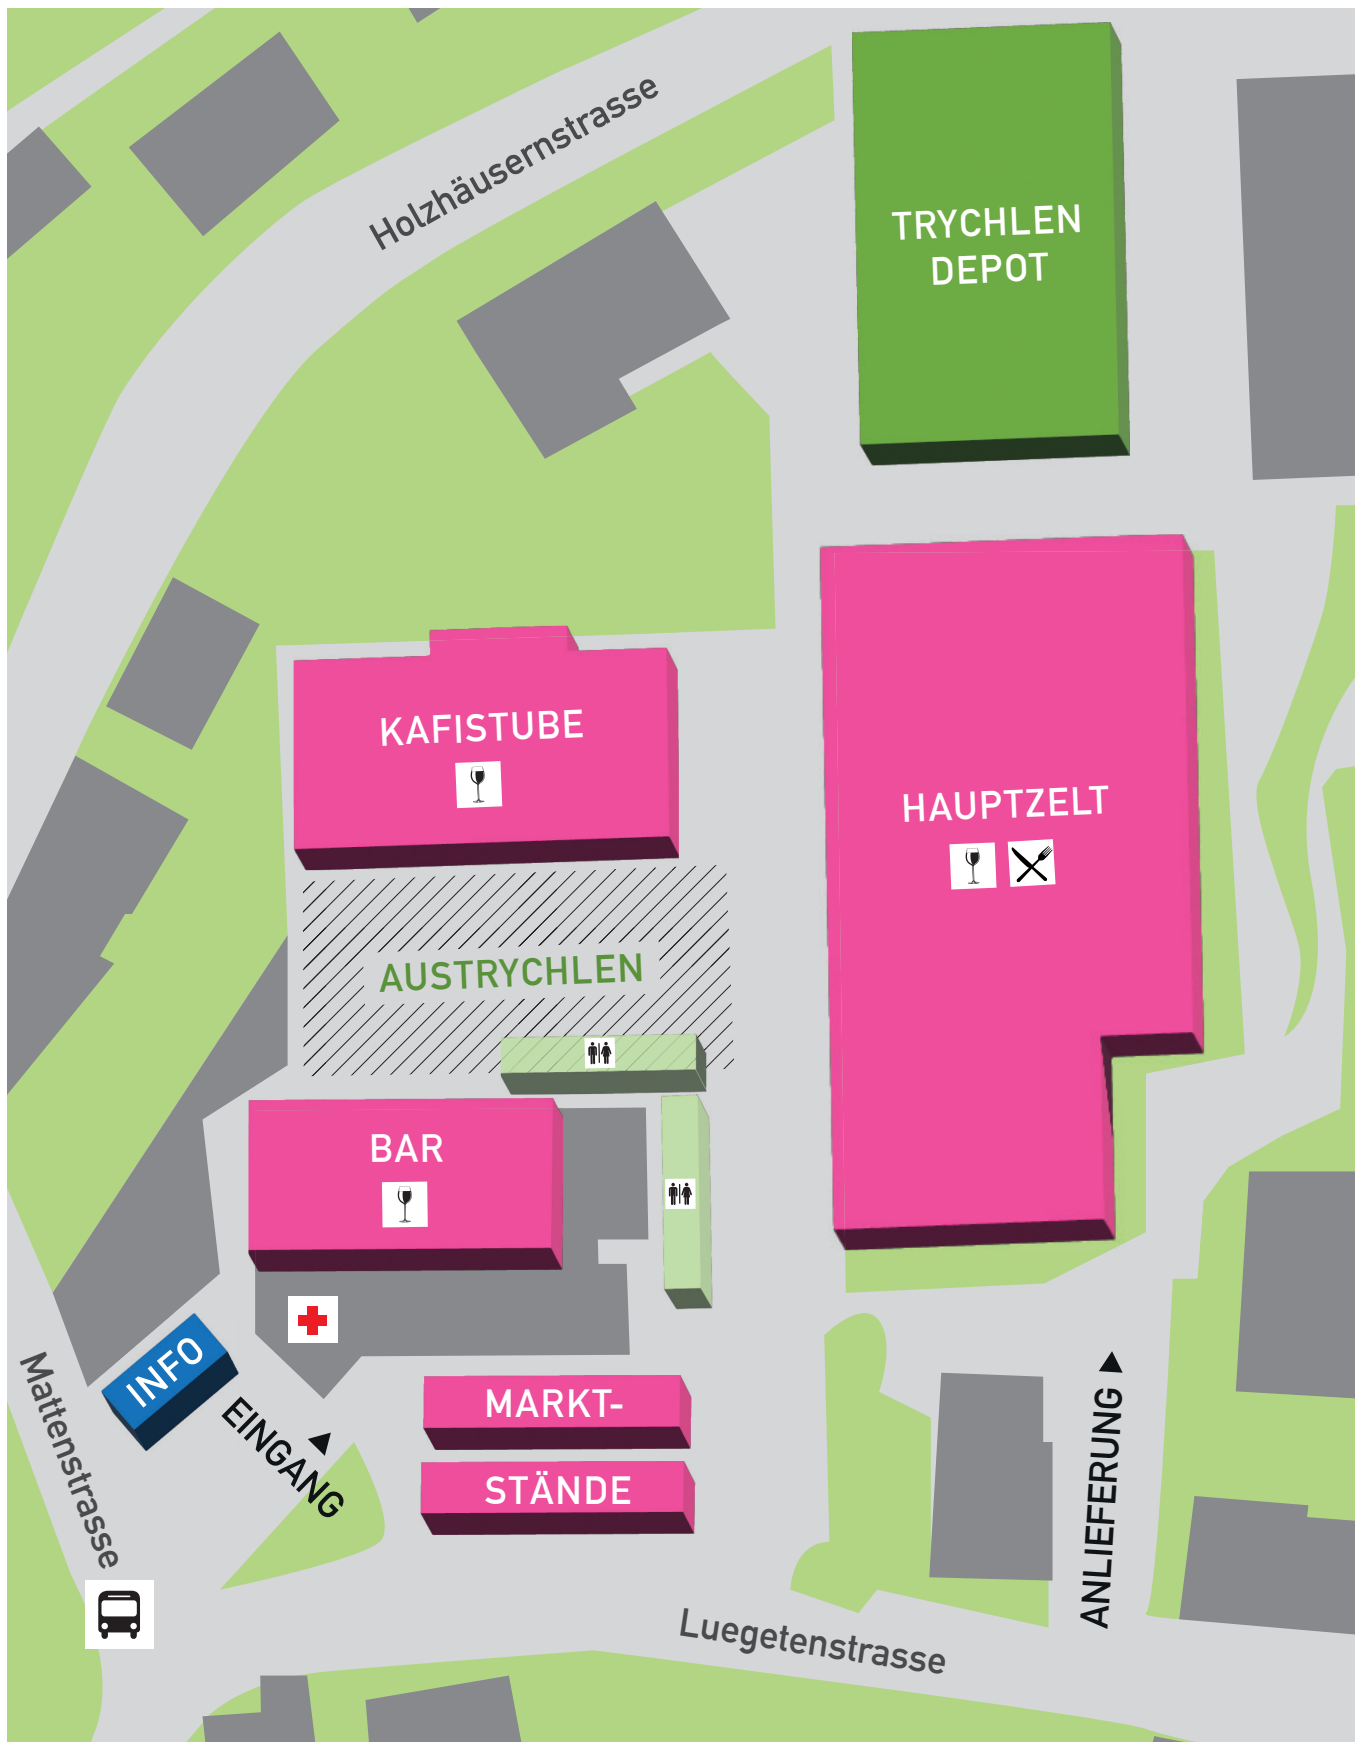 Holzhäusernstrasse
TRYCHLEN
DEPOT
KAFISTUBE
HAUPTZELT
AUSTRYCHLEN
BAR
INFO
EINGANG
Mattenstrasse
MARKT-
STÄNDE
ANLIEFERUNG
Luegetenstrasse